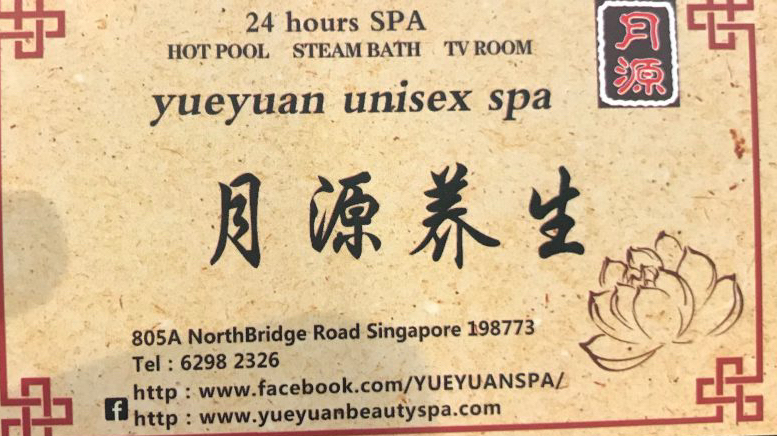 24 hours SPA
HOT POOL STEAM BATH TV ROOM
月源
yueyuan unisex spa
月源养生
805A NorthBridge Road Singapore 198773
Tel : 6298 2326
http : www.facebook.com/YUEYUANSPA/
http : www.yueyuanbeautyspa.com